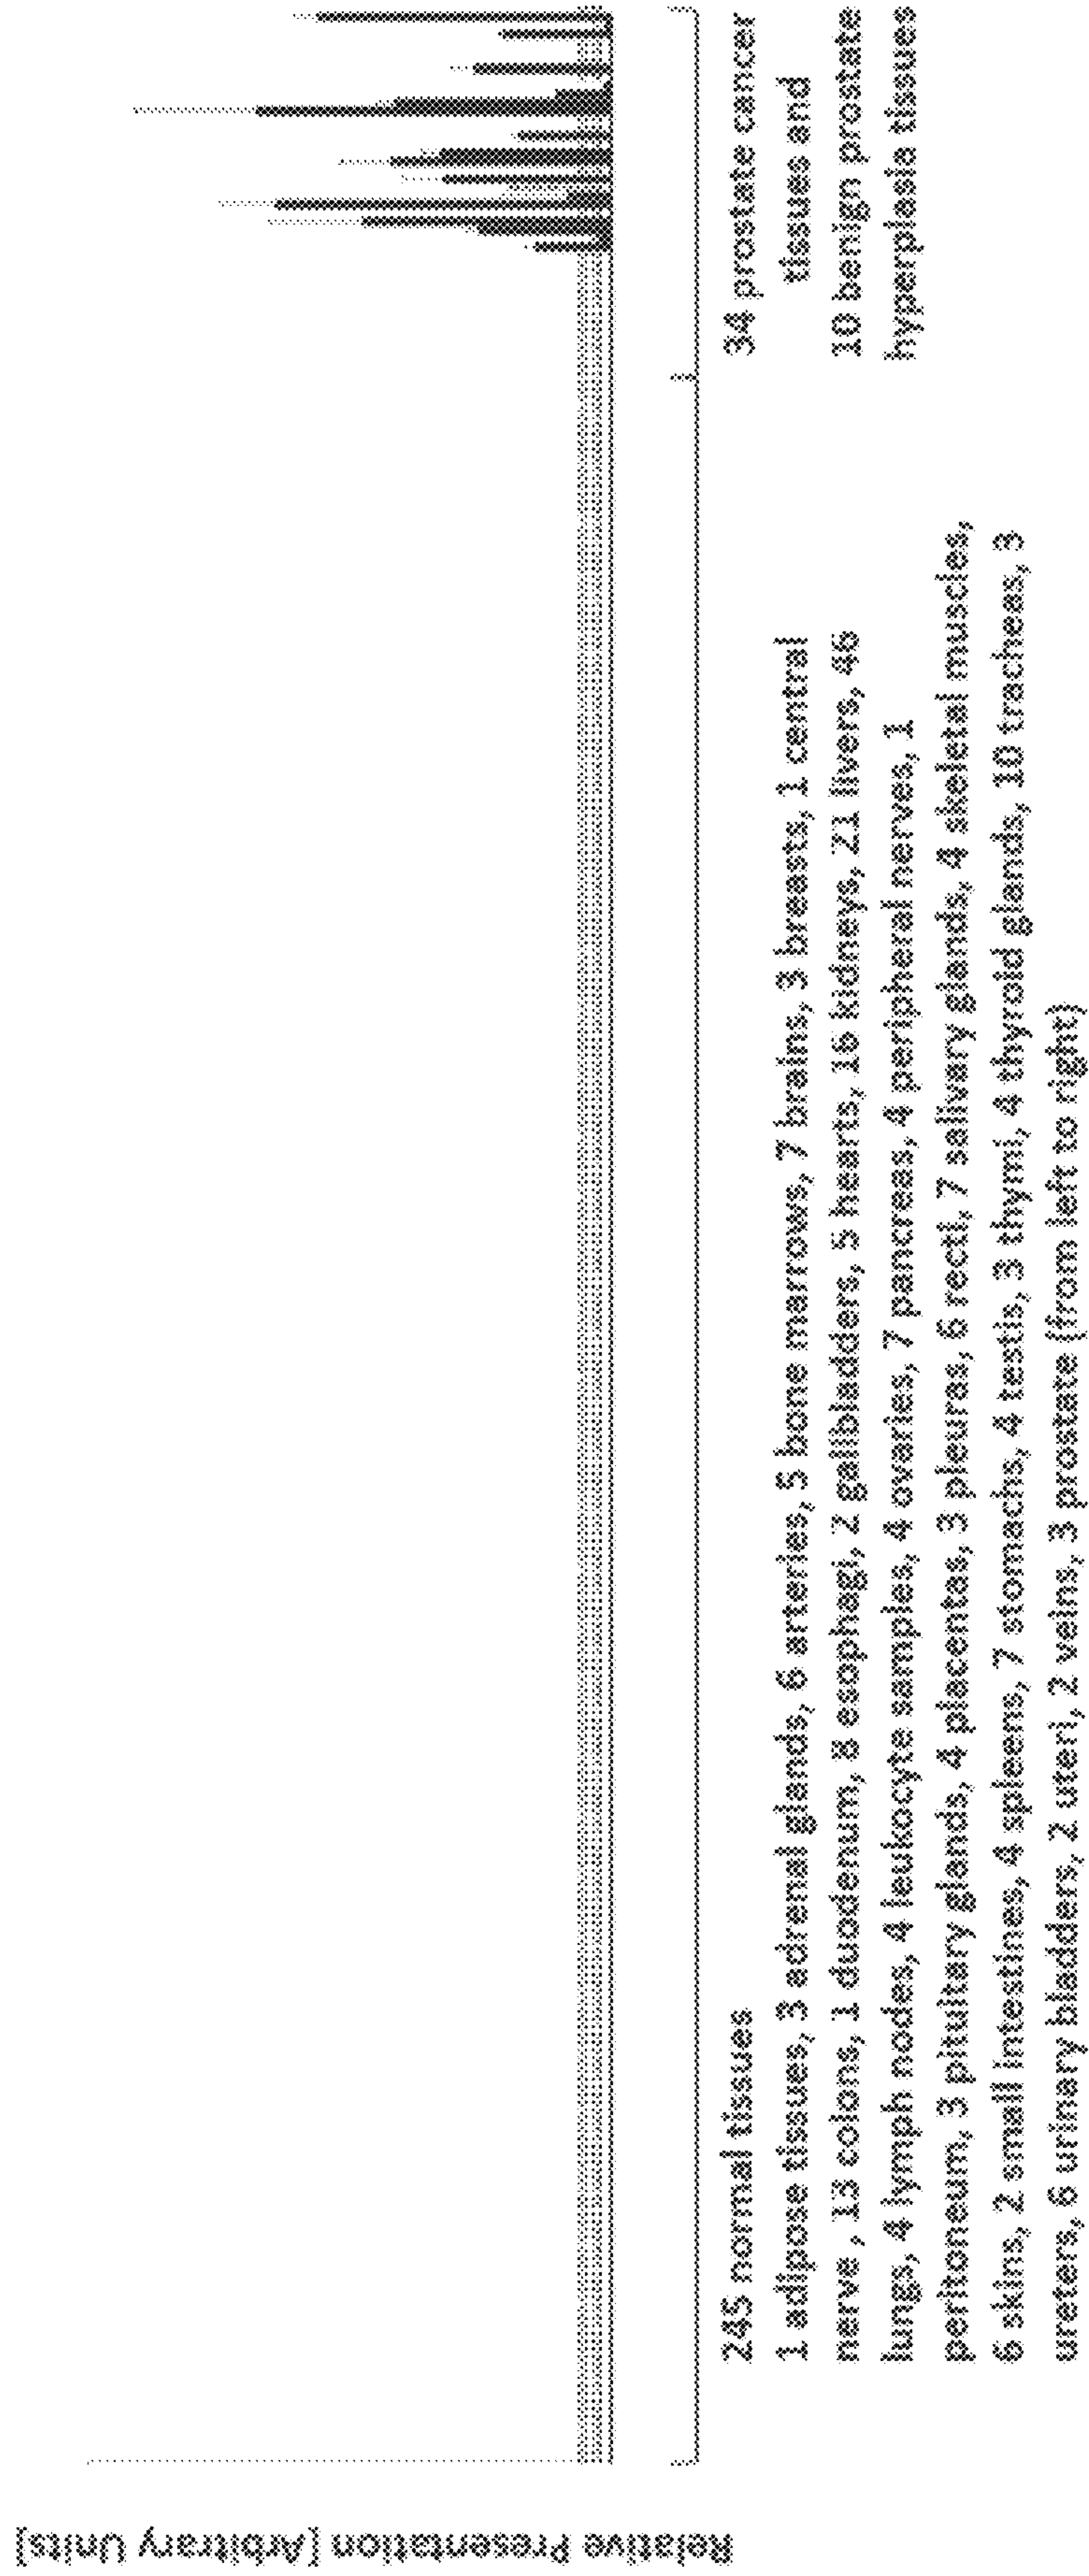 Relative Presentation [Arbitrary Units]
245 normal tissues
1 adipose tissues, 3 adrenal glands, 6 arteries, 5 bone marrows, 7 brains, 3 breasts, 1 central
nerve , 13 colons, 1 duodenum, 8 esophagi, 2 gallbladders, 5 hearts, 16 kidneys, 21 livers, 46
lungs, 4 lymph nodes, 4 leukocyte samples, 4 ovaries, 7 pancreas, 4 peripheral nerves, 1
peritoneum, 3 pituitary glands, 4 placentas, 3 pleuras, 6 recti, 7 salivary glands, 4 skeletal muscles,
6 skins, 2 small intestines, 4 spleens, 7 stomachs, 4 testis, 3 thymi, 4 thyroid glands, 10 tracheas, 3
ureters, 6 urinary bladders, 2 uteri, 2 veins, 3 prostate (from left to right)
34 prostate cancer
tissues and
10 benign prostate
hyperplasia tissues